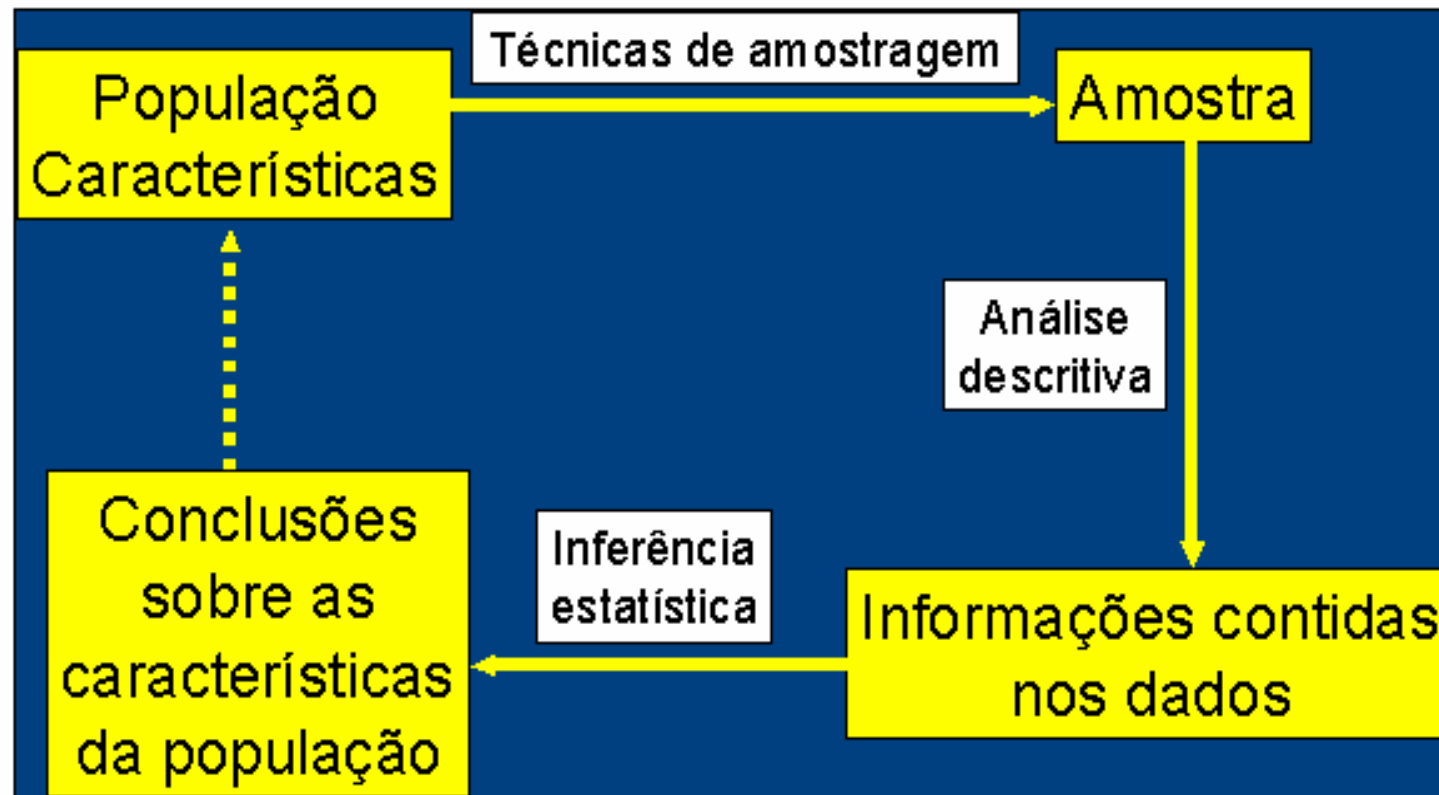 População
Características
Técnicas de amostragem
Amostra
Análise
descritiva
Informações contidas
nos dados
Inferência
estatística
Conclusões
sobre as
características
da população